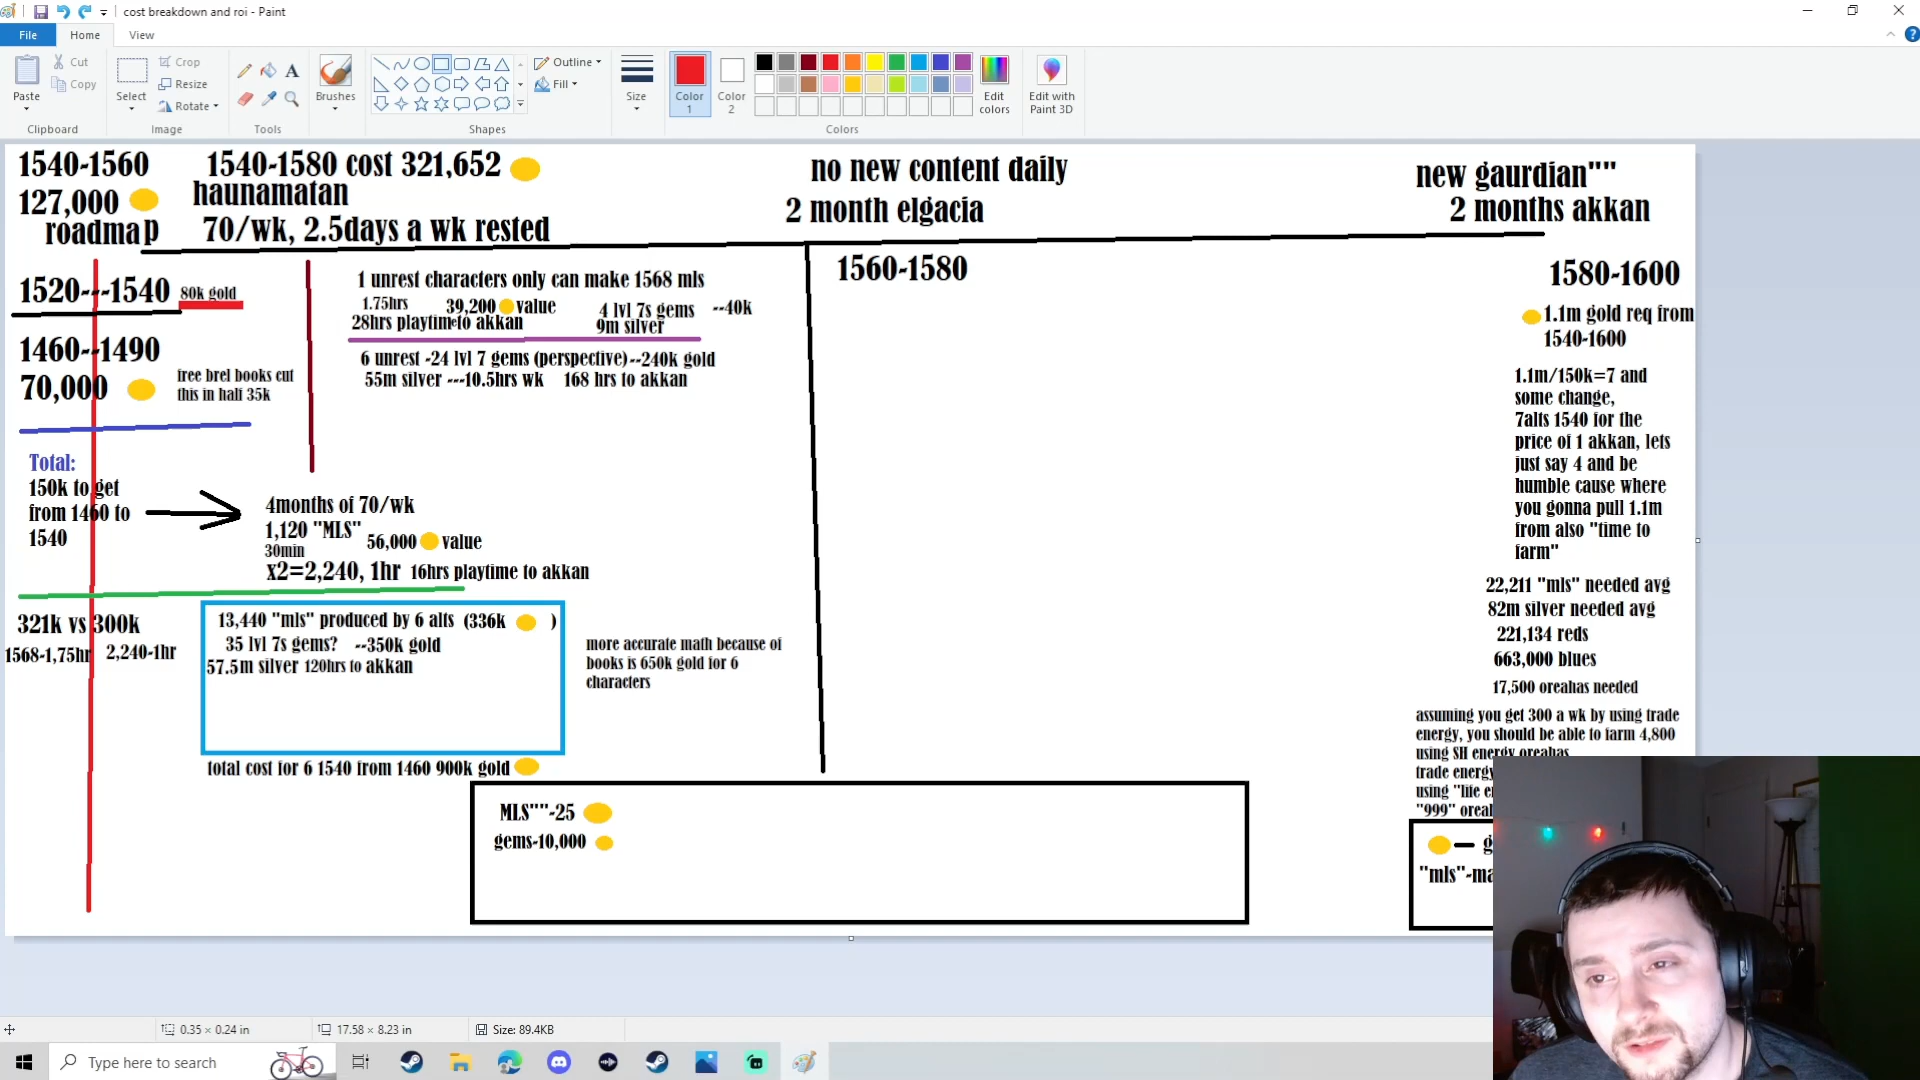 cost breakdown and roi - Paint
File
Home
View
Paste
Cut
Copy
Clipboard
Select
Crop
Resize
Rotate
Image
Tools
Brushes
Shapes
Outline
Fill
Size
Color 1
Color 2
Colors
Edit colors
Edit with Paint 3D
1540-1560
127,000
roadmap
1540-1580 cost 321,652
haunamatan
70/wk, 2.5days a wk rested
no new content daily
2 month elgacia
new gaurdian""
2 months akkan
1520---1540
80k gold
1460--1490
70,000
free brel books cut
this in half 35k
Total:
150k to get
from 1460 to
1540
1 unrest characters only can make 1568 mls
1.75hrs
39,200 value
4 lvl 7s gems --40k
28hrs playtimeto akkan
9m silver
6 unrest -24 lvl 7 gems (perspective)--240k gold
55m silver ---10.5hrs wk 168 hrs to akkan
4months of 70/wk
1,120 "MLS"
30min
56,000 value
x2=2,240, 1hr 16hrs playtime to akkan
321k vs 300k
1568-1,75hr
2,240-1hr
13,440 "mls" produced by 6 alts (336k )
35 lvl 7s gems? --350k gold
57.5m silver 120hrs to akkan
more accurate math because of
books is 650k gold for 6
characters
total cost for 6 1540 from 1460 900k gold
MLS""-25
gems-10,000
1560-1580
1580-1600
1.1m gold req from
1540-1600
1.1m/150k=7 and
some change,
7alts 1540 for the
price of 1 akkan, lets
just say 4 and be
humble cause where
you gonna pull 1.1m
from also "time to
farm"
22,211 "mls" needed avg
82m silver needed avg
221,134 reds
663,000 blues
17,500 oreahas needed
assuming you get 300 a wk by using trade
energy, you should be able to farm 4,800
using SH energy oreahas
trade energy
using "life
"999"
"mls"-
0.35 × 0.24 in
17.58 × 8.23 in
Size: 89.4KB
Type here to search